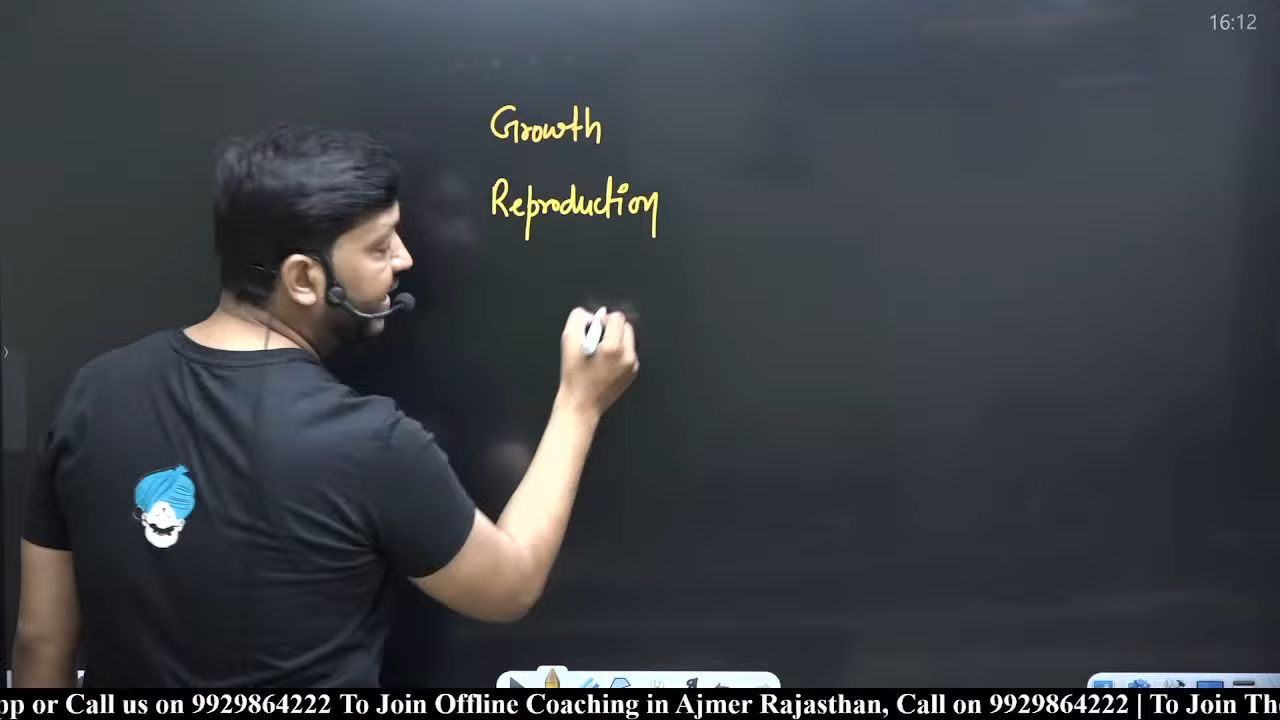 16:12
Growth
Reproduction
pp or Call us on 9929864222 To Join Offline Coaching in Ajmer Rajasthan, Call on 9929864222 | To Join Th